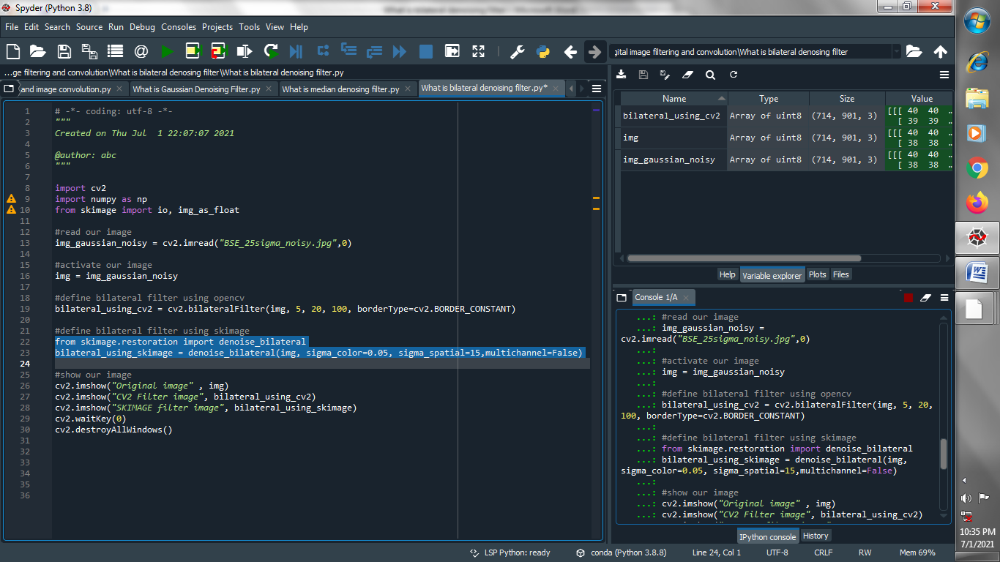 Spyder (Python 3.8)
File Edit Search Source Run Debug Consoles Projects Tools View Help
gital image filtering and convolution\What is bilateral denosing filter
...ge filtering and convolution\What is bilateral denosing filter\What is bilateral denoising filter.py
and image convolution.py What is Gaussian Denoising Filter.py What is median denosing filter.py What is bilateral denoising filter.py*
1 # -*- coding: utf-8 -*-
2 """
3 Created on Thu Jul  1 22:07:07 2021
4
5 @author: abc
6 """
7
8 import cv2
9 import numpy as np
10 from skimage import io, img_as_float
11
12 #read our image
13 img_gaussian_noisy = cv2.imread("BSE_25sigma_noisy.jpg",0)
14
15 #activate our image
16 img = img_gaussian_noisy
17
18 #define bilateral filter using opencv
19 bilateral_using_cv2 = cv2.bilateralFilter(img, 5, 20, 100, borderType=cv2.BORDER_CONSTANT)
20
21 #define bilateral filter using skimage
22 from skimage.restoration import denoise_bilateral
23 bilateral_using_skimage = denoise_bilateral(img, sigma_color=0.05, sigma_spatial=15,multichannel=False)
24
25 #show our image
26 cv2.imshow("Original image" , img)
27 cv2.imshow("CV2 Filter image", bilateral_using_cv2)
28 cv2.imshow("SKIMAGE filter image", bilateral_using_skimage)
29 cv2.waitKey(0)
30 cv2.destroyAllWindows()
31
32
33
34
35
36
Name Type Size Value
bilateral_using_cv2 Array of uint8 (714, 901, 3) [[[ 40 40 ..
[ 39 39 ..
img Array of uint8 (714, 901, 3) [[[ 40 40 ..
[ 38 38 ..
img_gaussian_noisy Array of uint8 (714, 901, 3) [[[ 40 40 ..
[ 38 38 ..
Help Variable explorer Plots Files
Console 1/A
...: #read our image
...: img_gaussian_noisy =
cv2.imread("BSE_25sigma_noisy.jpg",0)
...:
...: #activate our image
...: img = img_gaussian_noisy
...:
...: #define bilateral filter using opencv
...: bilateral_using_cv2 = cv2.bilateralFilter(img, 5, 20,
100, borderType=cv2.BORDER_CONSTANT)
...:
...: #define bilateral filter using skimage
...: from skimage.restoration import denoise_bilateral
...: bilateral_using_skimage = denoise_bilateral(img,
sigma_color=0.05, sigma_spatial=15,multichannel=False)
...:
...: #show our image
...: cv2.imshow("Original image" , img)
...: cv2.imshow("CV2 Filter image", bilateral_using_cv2)
IPython console History
LSP Python: ready conda (Python 3.8.8) Line 24, Col 1 UTF-8 CRLF RW Mem 69%
10:35 PM
7/1/2021